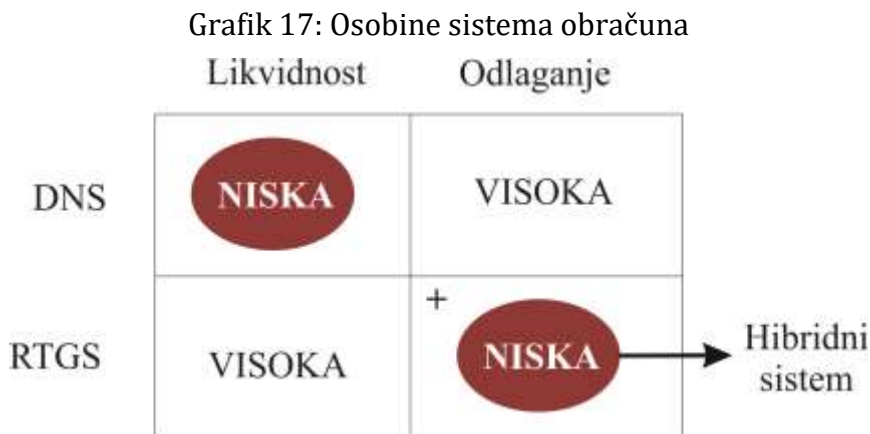 Grafik 17: Osobine sistema obračuna
Likvidnost Odlaganje
DNS NISKA VISOKA
+
RTGS VISOKA NISKA Hibridni
sistem